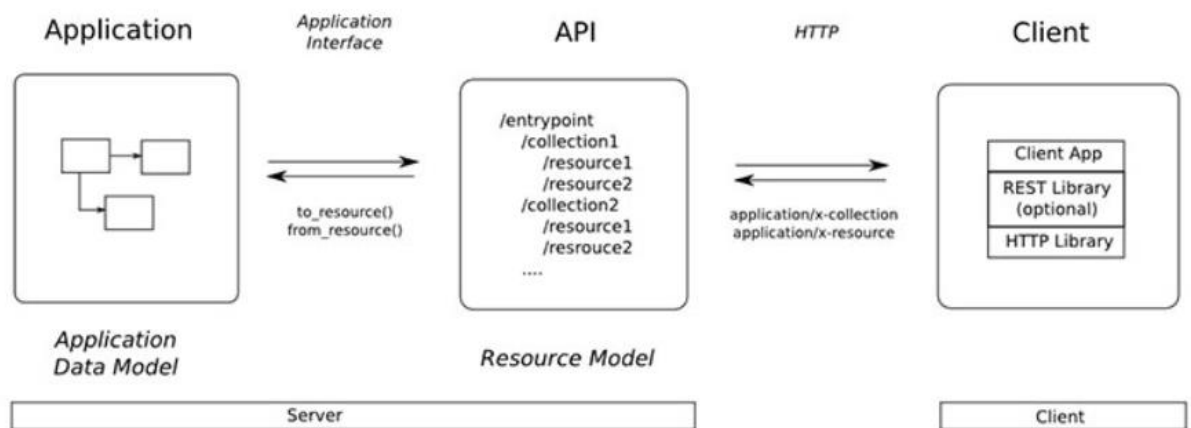 Application
Application
Interface
API
HTTP
Client
/entrypoint
/collection1
/resource1
/resource2
/collection2
/resource1
/resrouce2
....
to_resource()
from_resource()
application/x-collection
application/x-resource
Client App
REST Library
(optional)
HTTP Library
Application
Data Model
Resource Model
Server
Client